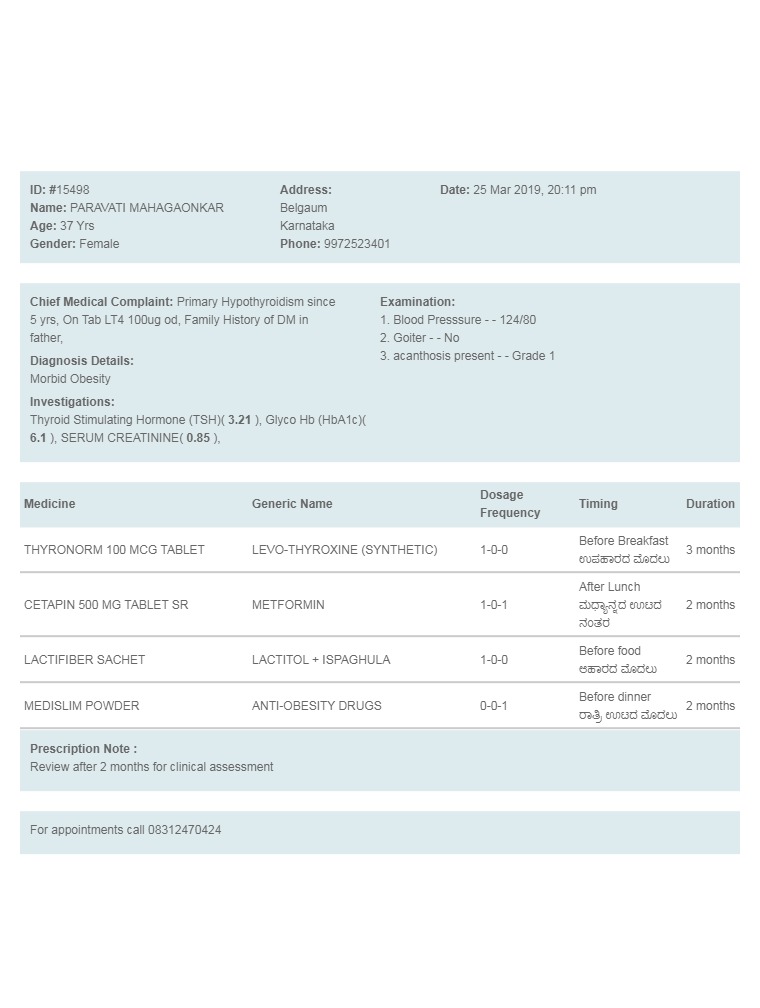 ID: #15498
Name: PARAVATI MAHAGAONKAR
Age: 37 Yrs
Gender: Female
Address:
Belgaum
Karnataka
Phone: 9972523401
Date: 25 Mar 2019, 20:11 pm
Chief Medical Complaint: Primary Hypothyroidism since
5 yrs, On Tab LT4 100ug od, Family History of DM in
father,
Diagnosis Details:
Morbid Obesity
Investigations:
Thyroid Stimulating Hormone (TSH)( 3.21 ), Glyco Hb (HbA1c)(
6.1 ), SERUM CREATININE( 0.85 ),
Examination:
1. Blood Presssure - - 124/80
2. Goiter - - No
3. acanthosis present - - Grade 1
Medicine Generic Name Dosage Frequency Timing Duration
THYRONORM 100 MCG TABLET LEVO-THYROXINE (SYNTHETIC) 1-0-0 Before Breakfast 3 months
ಉಪಹಾರದ ಮೊದಲು
CETAPIN 500 MG TABLET SR METFORMIN 1-0-1 After Lunch 2 months
ಮಧ್ಯಾನ್ನದ ಊಟದ
ನಂತರ
LACTIFIBER SACHET LACTITOL + ISPAGHULA 1-0-0 Before food 2 months
ಆಹಾರದ ಮೊದಲು
MEDISLIM POWDER ANTI-OBESITY DRUGS 0-0-1 Before dinner 2 months
ರಾತ್ರಿ ಊಟದ ಮೊದಲು
Prescription Note :
Review after 2 months for clinical assessment
For appointments call 08312470424